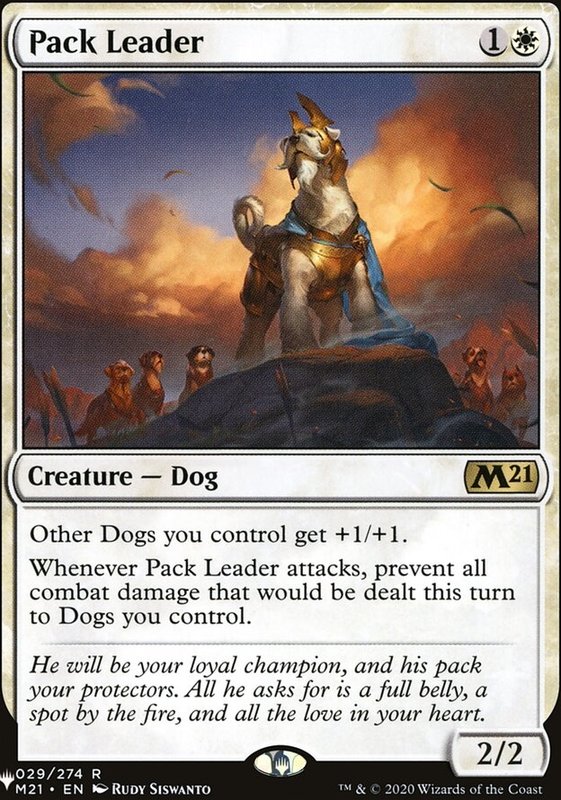 Pack Leader 1
Creature — Dog M21
Other Dogs you control get +1/+1.
Whenever Pack Leader attacks, prevent all
combat damage that would be dealt this turn
to Dogs you control.
He will be your loyal champion, and his pack
your protectors. All he asks for is a full belly, a
spot by the fire, and all the love in your heart.
2/2
029/274 R
M21 • EN Rudy Siswanto ™ & © 2020 Wizards of the Coast